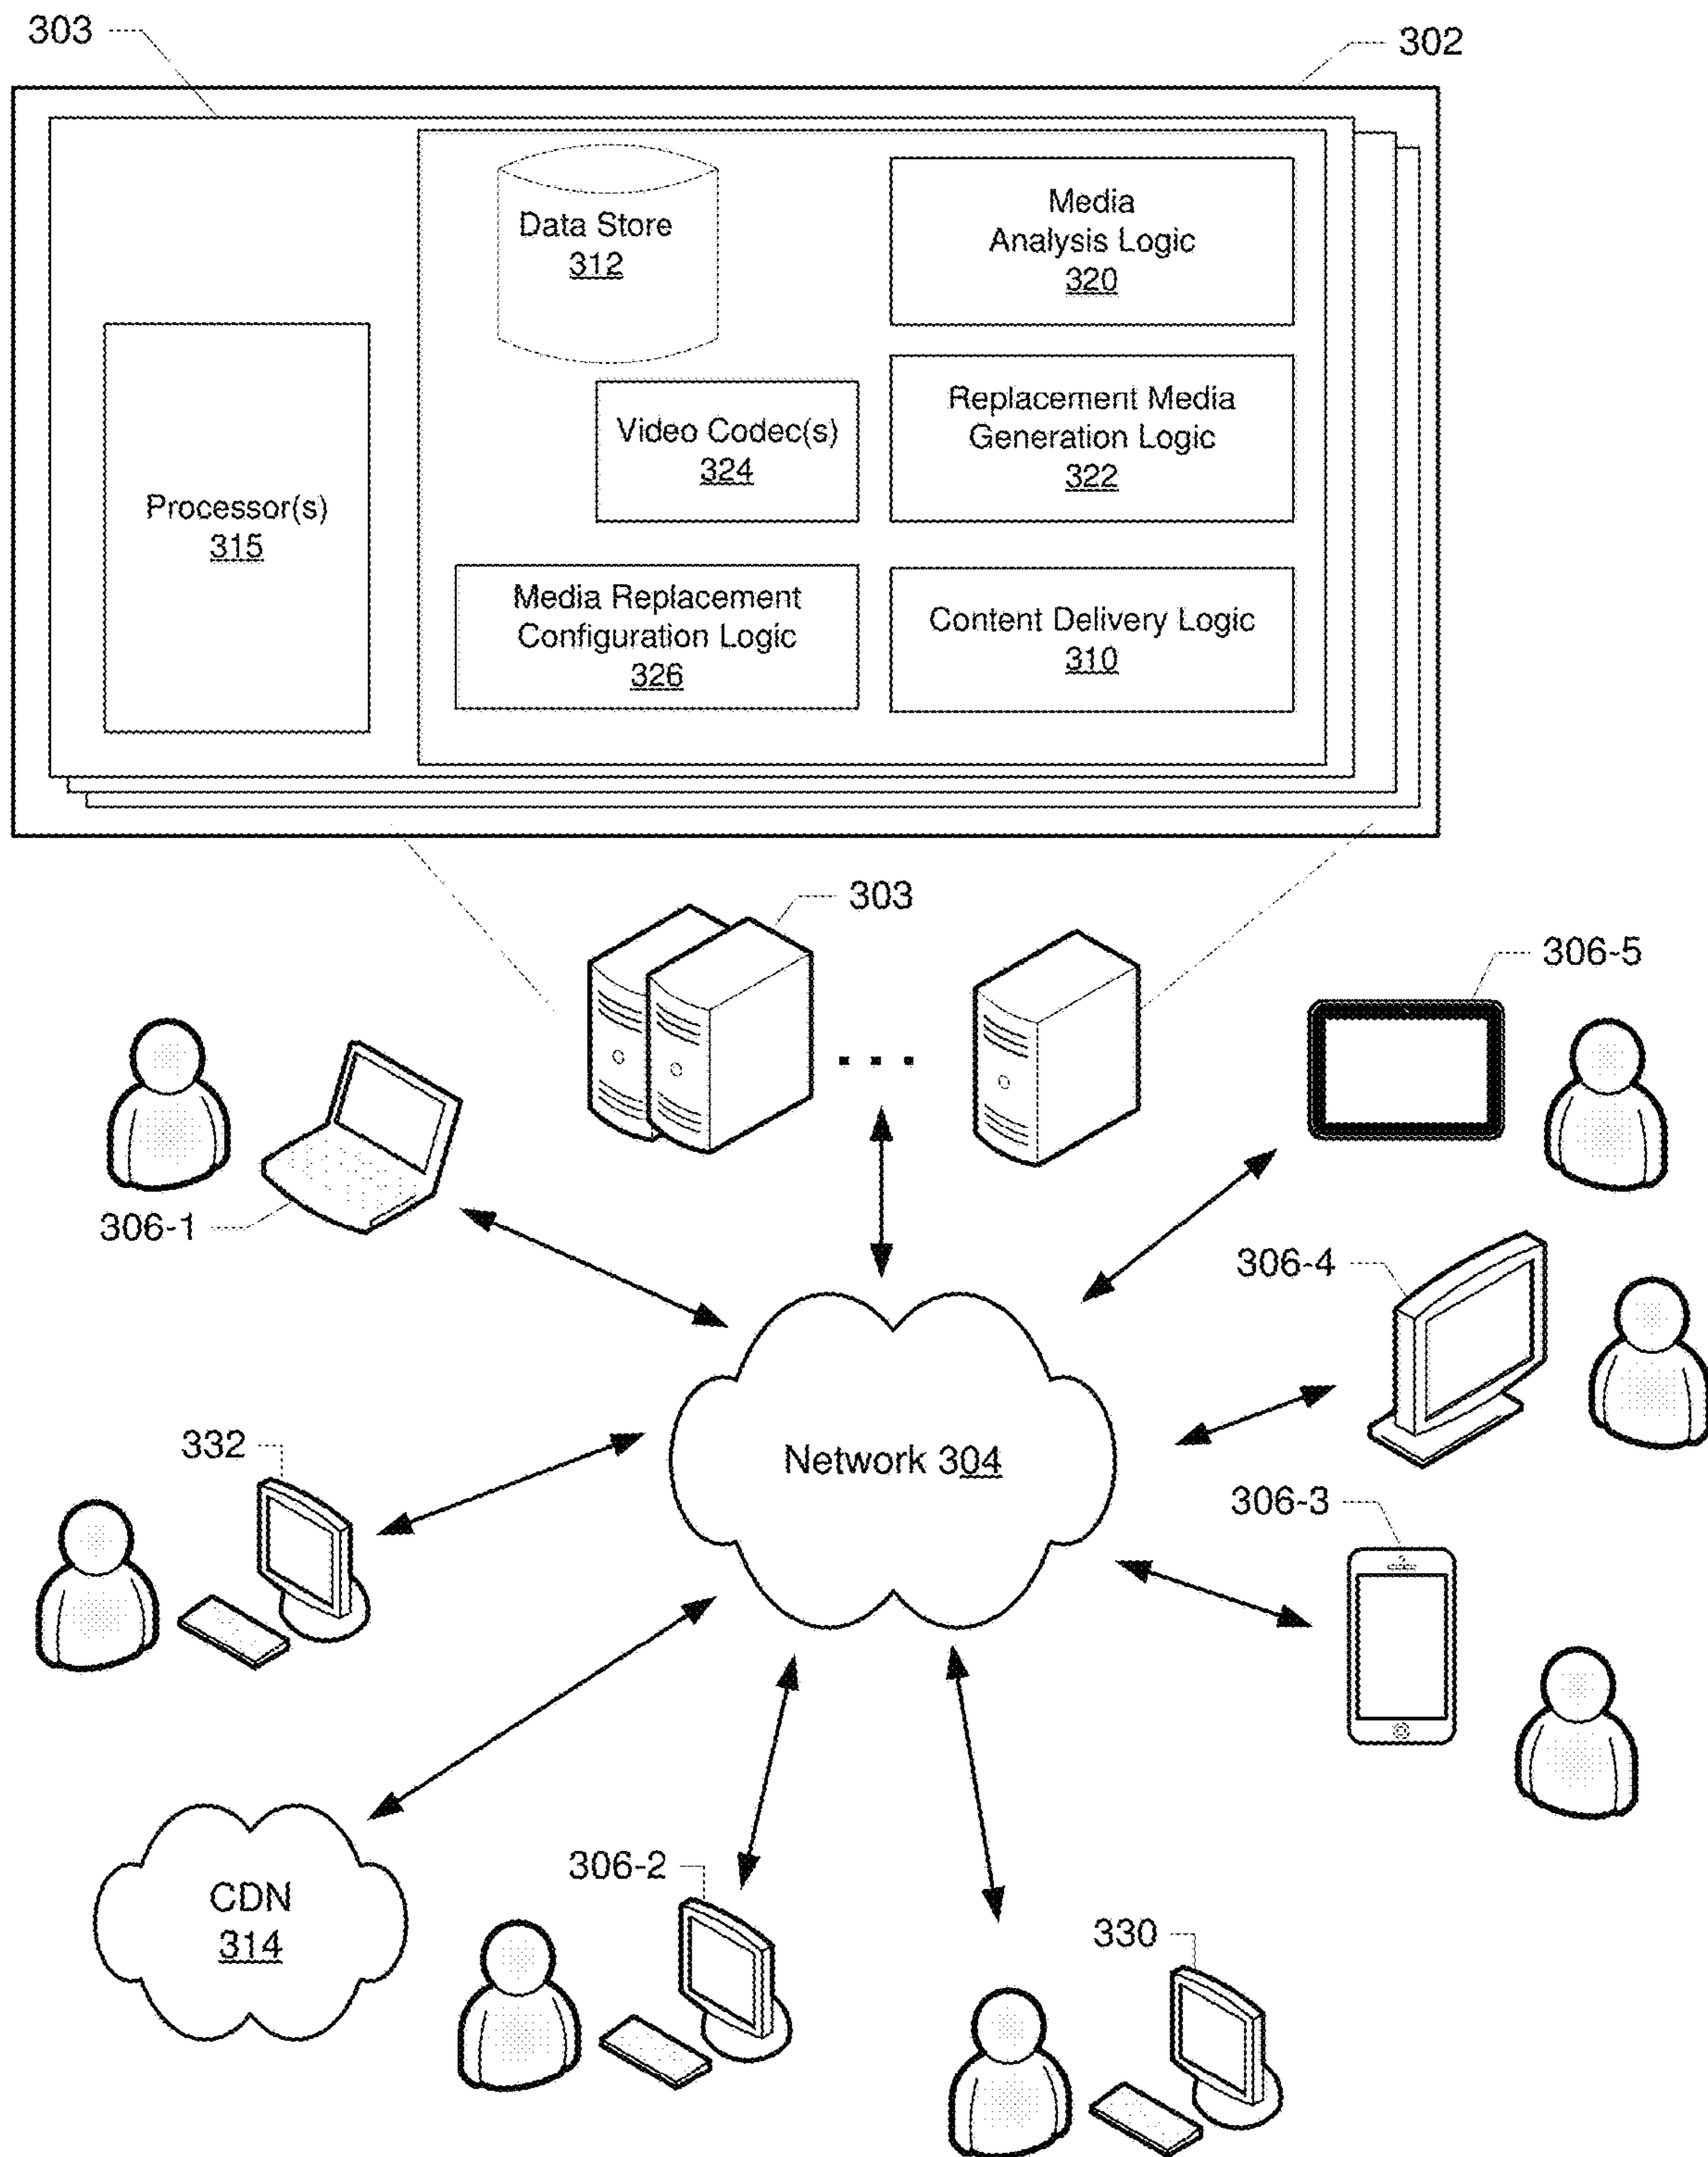 303
302
Data Store
312
Media
Analysis Logic
320
Video Codec(s)
324
Replacement Media
Generation Logic
322
Processor(s)
315
Media Replacement
Configuration Logic
326
Content Delivery Logic
310
303
306-5
306-1
306-4
332
Network 304
306-3
CDN
314
306-2
330